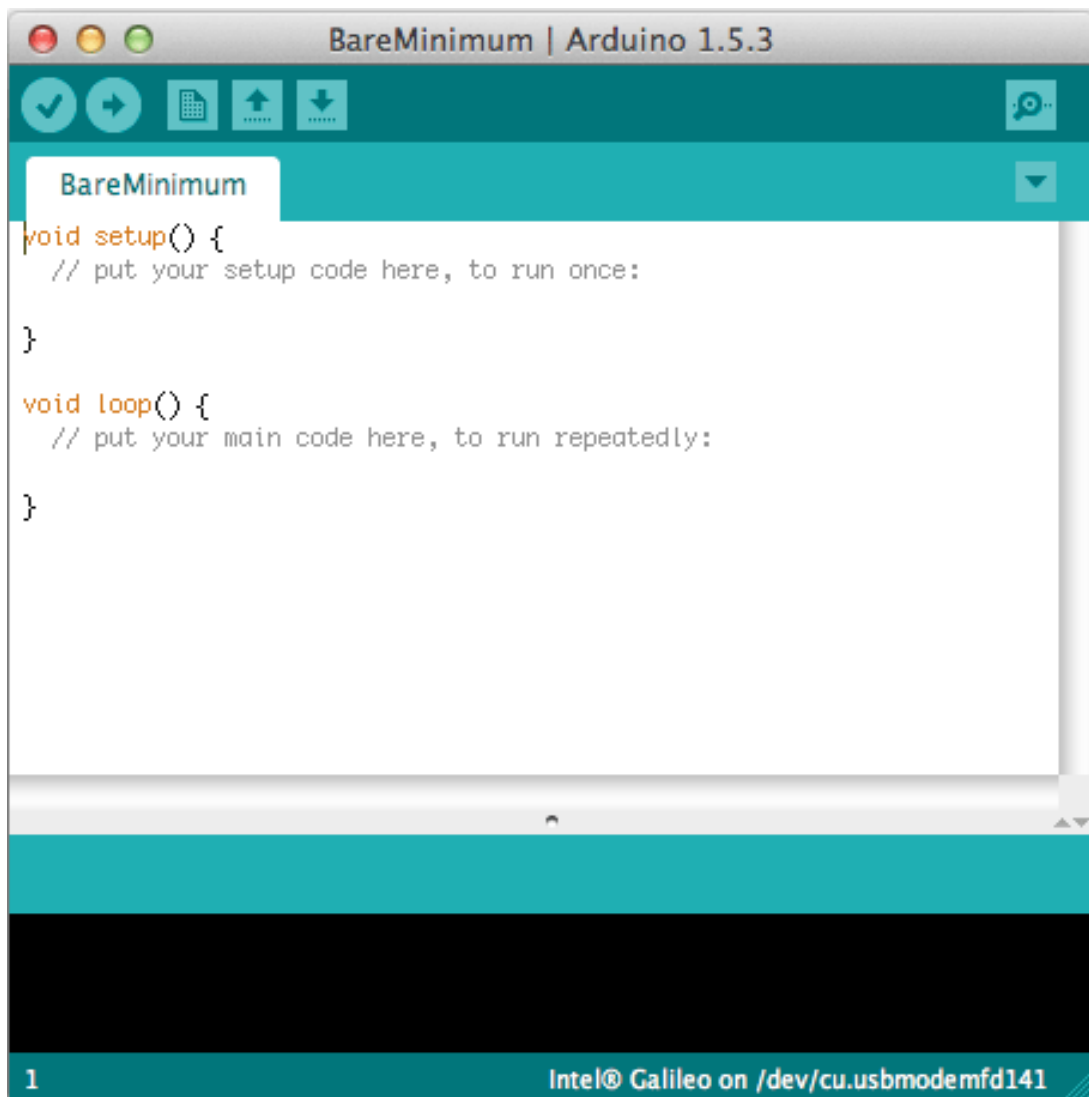 BareMinimum | Arduino 1.5.3
BareMinimum
void setup() {
  // put your setup code here, to run once:
}
void loop() {
  // put your main code here, to run repeatedly:
}
1
Intel® Galileo on /dev/cu.usbmodemfd141